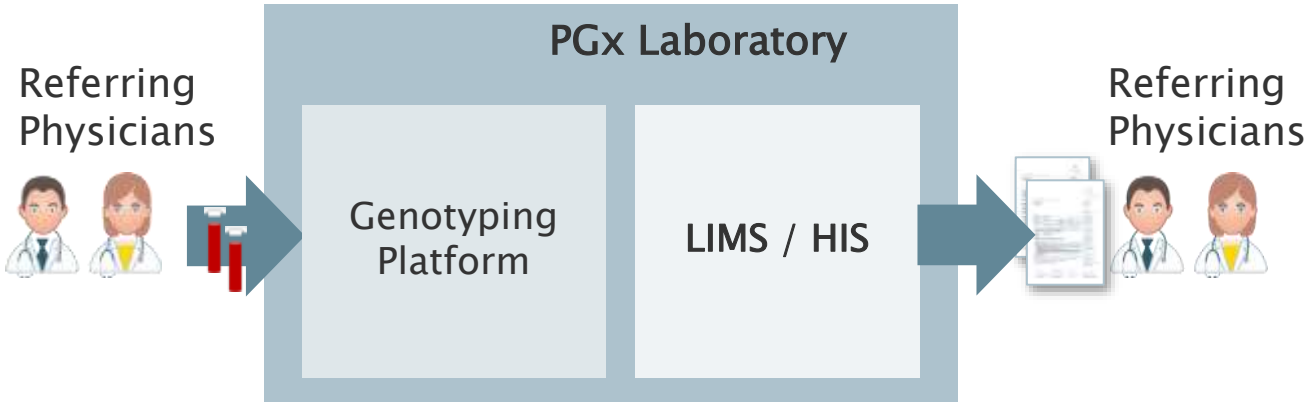 PGx Laboratory
Referring
Physicians
Genotyping
Platform
LIMS / HIS
Referring
Physicians